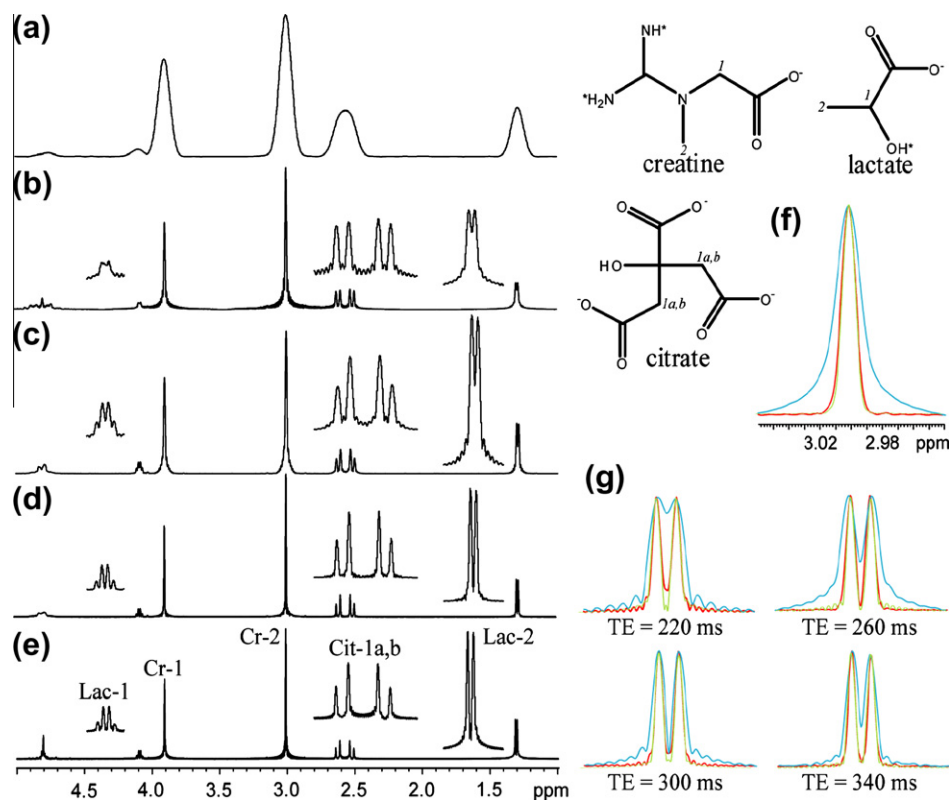 (a)
(b)
(c)
(d)
(e)
Lac-1
Cr-1
Cr-2
Cit-1a,b
Lac-2
4.5 4.0 3.5 3.0 2.5 2.0 1.5 ppm
NH*
*H₂N
N
1
2
O⁻
O
creatine
O
O⁻
1
2
OH*
lactate
O
O⁻
HO
1a,b
1a,b
⁻O
O
O
O⁻
citrate
(f)
3.02 2.98 ppm
(g)
TE = 220 ms
TE = 260 ms
TE = 300 ms
TE = 340 ms